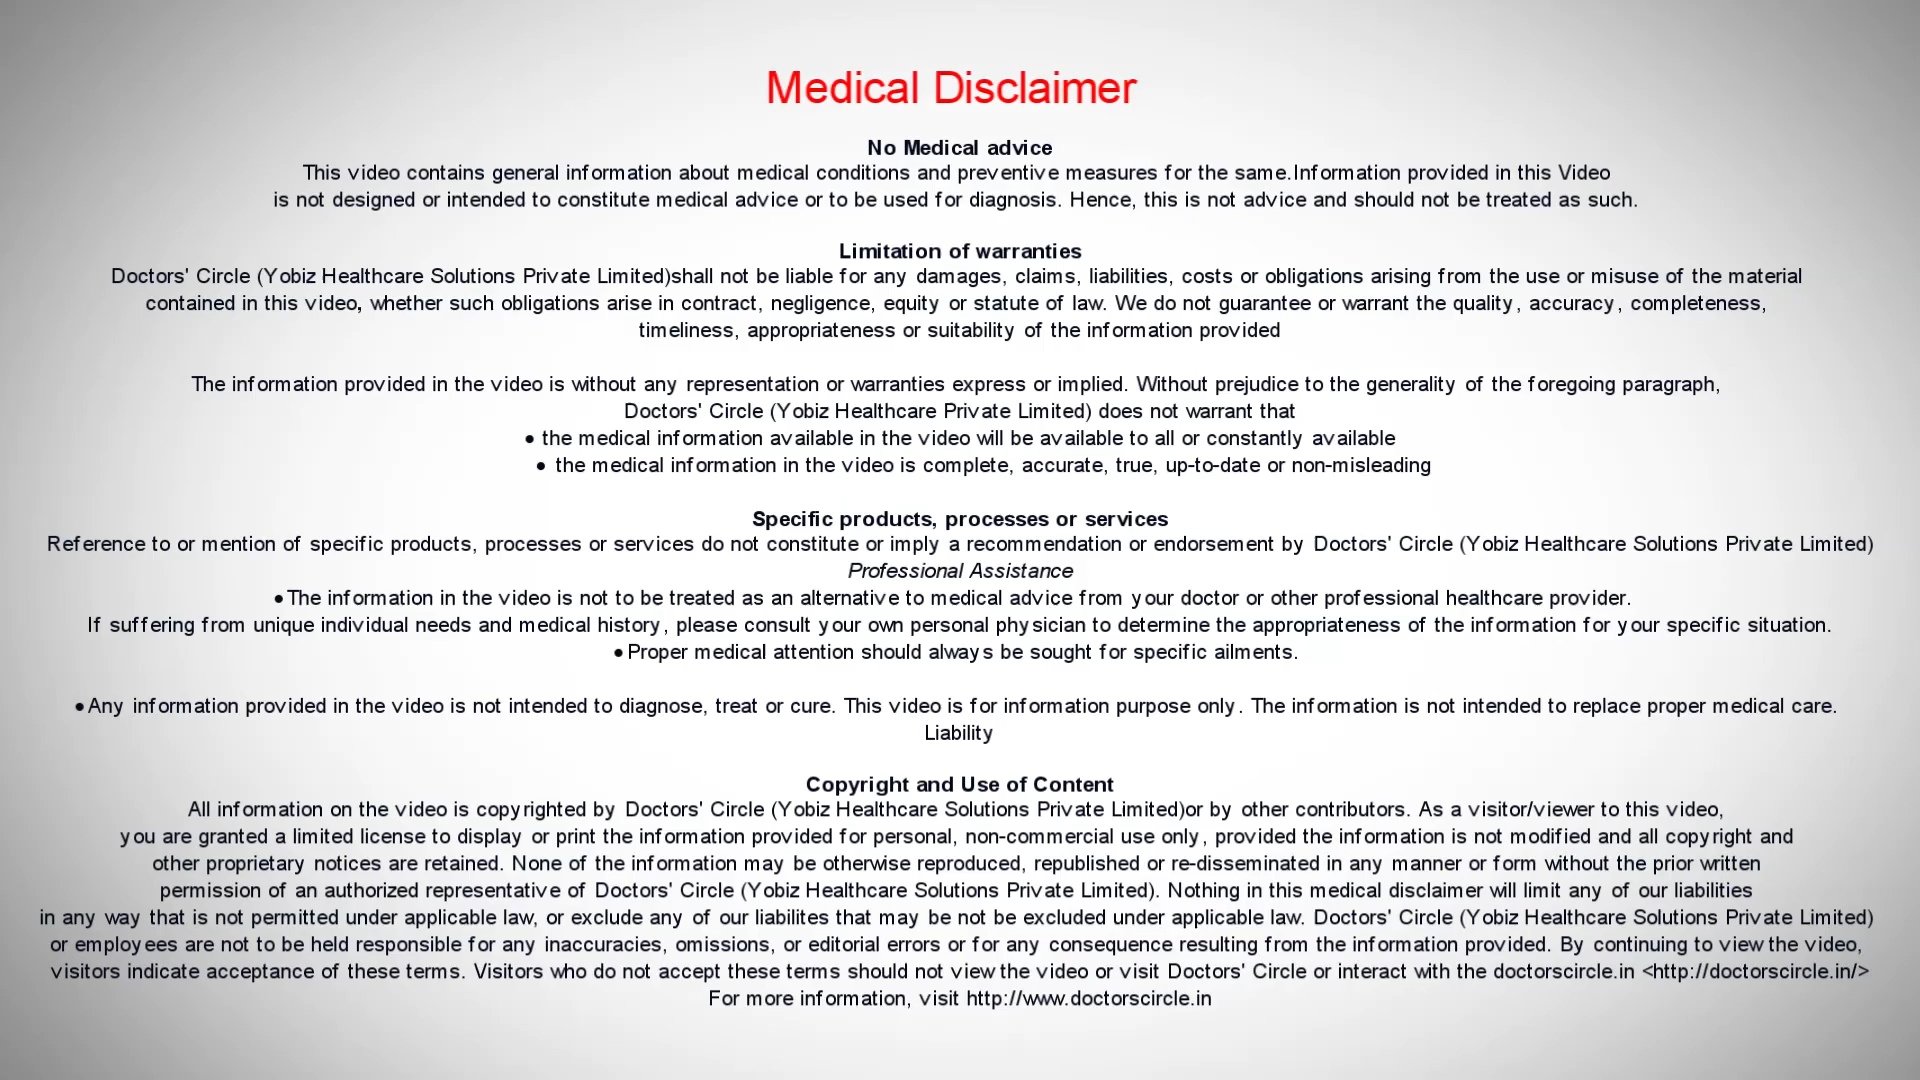 Medical Disclaimer
No Medical advice
This video contains general information about medical conditions and preventive measures for the same.Information provided in this Video
is not designed or intended to constitute medical advice or to be used for diagnosis. Hence, this is not advice and should not be treated as such.
Limitation of warranties
Doctors' Circle (Yobiz Healthcare Solutions Private Limited)shall not be liable for any damages, claims, liabilities, costs or obligations arising from the use or misuse of the material
contained in this video, whether such obligations arise in contract, negligence, equity or statute of law. We do not guarantee or warrant the quality, accuracy, completeness,
timeliness, appropriateness or suitability of the information provided
The information provided in the video is without any representation or warranties express or implied. Without prejudice to the generality of the foregoing paragraph,
Doctors' Circle (Yobiz Healthcare Private Limited) does not warrant that
• the medical information available in the video will be available to all or constantly available
• the medical information in the video is complete, accurate, true, up-to-date or non-misleading
Specific products, processes or services
Reference to or mention of specific products, processes or services do not constitute or imply a recommendation or endorsement by Doctors' Circle (Yobiz Healthcare Solutions Private Limited)
Professional Assistance
•The information in the video is not to be treated as an alternative to medical advice from your doctor or other professional healthcare provider.
If suffering from unique individual needs and medical history, please consult your own personal physician to determine the appropriateness of the information for your specific situation.
•Proper medical attention should always be sought for specific ailments.
•Any information provided in the video is not intended to diagnose, treat or cure. This video is for information purpose only. The information is not intended to replace proper medical care.
Liability
Copyright and Use of Content
All information on the video is copyrighted by Doctors' Circle (Yobiz Healthcare Solutions Private Limited)or by other contributors. As a visitor/viewer to this video,
you are granted a limited license to display or print the information provided for personal, non-commercial use only, provided the information is not modified and all copyright and
other proprietary notices are retained. None of the information may be otherwise reproduced, republished or re-disseminated in any manner or form without the prior written
permission of an authorized representative of Doctors' Circle (Yobiz Healthcare Solutions Private Limited). Nothing in this medical disclaimer will limit any of our liabilities
in any way that is not permitted under applicable law, or exclude any of our liabilites that may be not be excluded under applicable law. Doctors' Circle (Yobiz Healthcare Solutions Private Limited)
or employees are not to be held responsible for any inaccuracies, omissions, or editorial errors or for any consequence resulting from the information provided. By continuing to view the video,
visitors indicate acceptance of these terms. Visitors who do not accept these terms should not view the video or visit Doctors' Circle or interact with the doctorscircle.in <http://doctorscircle.in/>
For more information, visit http://www.doctorscircle.in